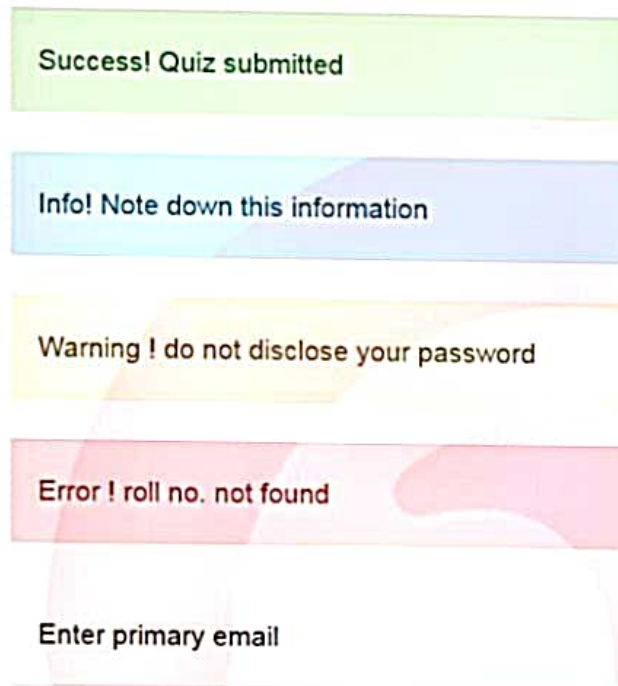 Success! Quiz submitted
Info! Note down this information
Warning ! do not disclose your password
Error ! roll no. not found
Enter primary email